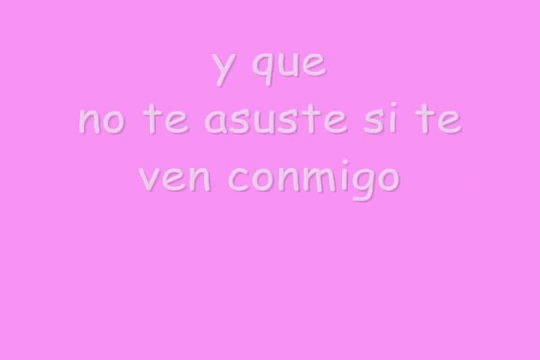 y que
no te asuste si te
ven conmigo